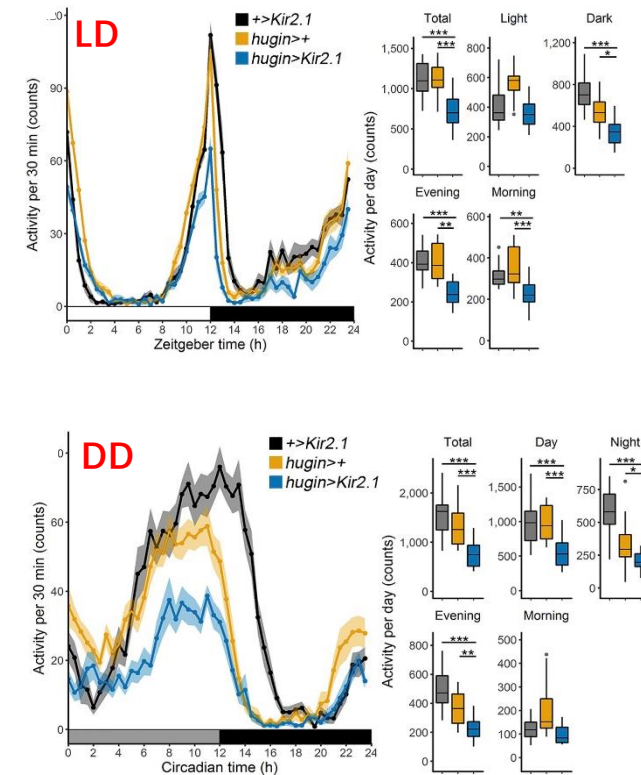 LD
+>Kir2.1
hugin>+
hugin>Kir2.1
Activity per 30 min (counts)
90
60
30
0
0 2 4 6 8 10 12 14 16 18 20 22 24
Zeitgeber time (h)
Activity per day (counts)
Total
***
***
1,500
1,000
500
0
Light
800
600
400
200
0
Dark
***
*
1,200
800
400
0
Evening
***
**
600
400
200
0
Morning
**
***
600
400
200
0
DD
+>Kir2.1
hugin>+
hugin>Kir2.1
Activity per 30 min (counts)
80
60
40
20
0
0 2 4 6 8 10 12 14 16 18 20 22 24
Circadian time (h)
Activity per day (counts)
Total
***
***
2,000
1,000
0
Day
***
***
1,500
1,000
500
0
Night
***
*
750
500
250
0
Evening
***
**
800
600
400
200
0
Morning
500
400
300
200
100
0